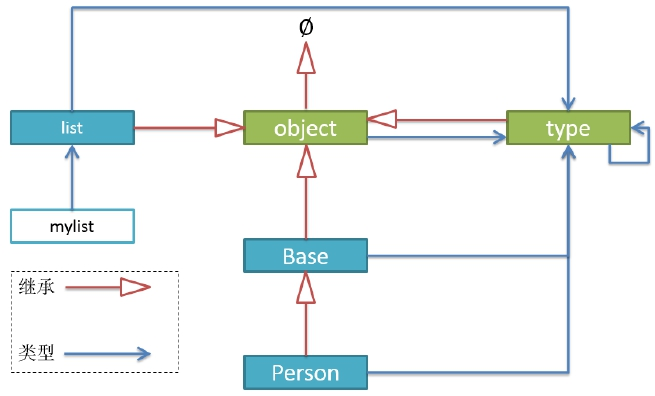 Ø
list
object
type
mylist
Base
继承
类型
Person